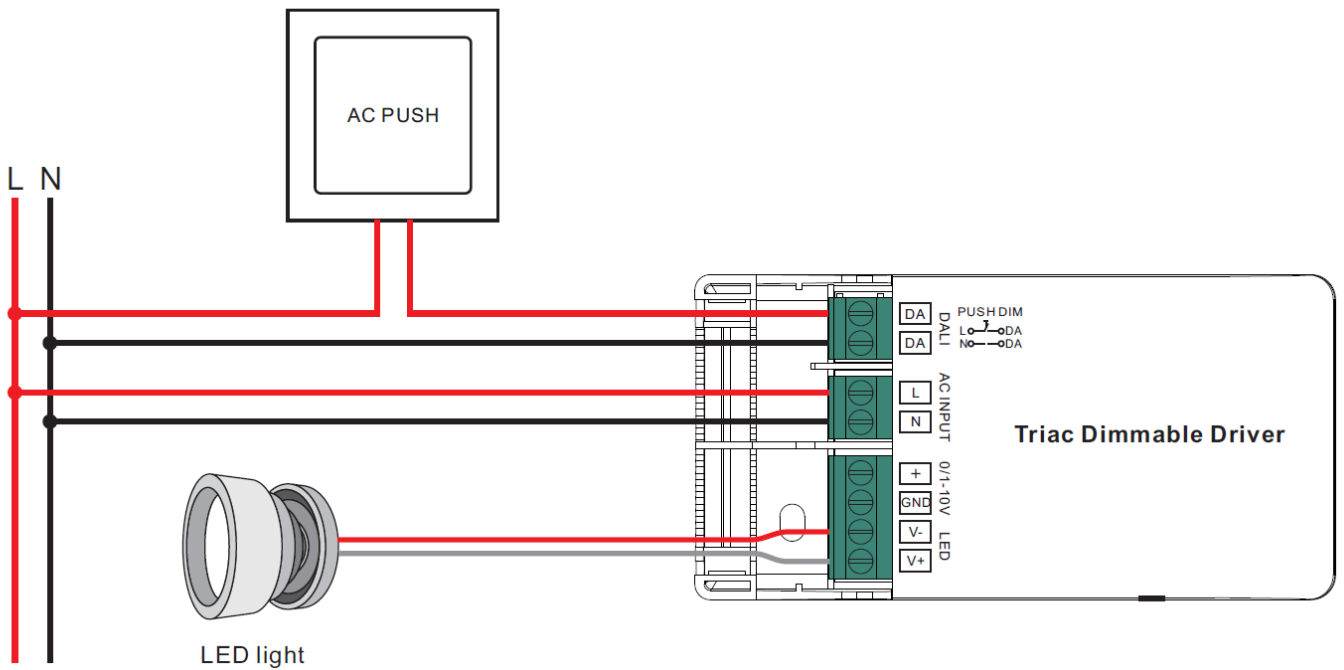 AC PUSH
L N
DA
DA
DALI
PUSH DIM
L DA
N DA
L
N
AC INPUT
Triac Dimmable Driver
+
GND
0/1-10V
V-
V+
LED
LED light